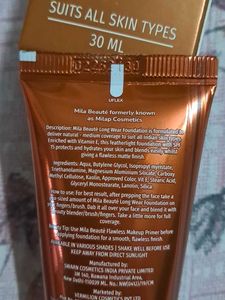 SUITS ALL SKIN TYPES
30 ML
UFLEX
Mila Beauté formerly known
as Milap Cosmetics
Description: Mila Beauté Long Wear Foundation is formulated to
deliver natural - medium coverage to suit all Indian skin
Enriched with Vitamin E, this featherlight foundation with SPF
to protects and hydrates your skin and blends easily, whilst
giving a flawless matte finish.
Ingredients: Aqua, Butylene Glycol, Isopropyl myristate,
Triethanolamine, Magnesium Aluminium Silicate, Carboxy
Methyl Cellulose, Kaolin, Approved Color, Vit E, Stearic Acid,
Glyceryl Monostearate, Lanolin, Silica
How to use: For best result, after prepping the face take a
sized amount of Mila Beauté Long Wear Foundation on
fingers/brush. Dab it all over your face and blend it with
beauty blender/brush/fingers. Take a little more for full
coverage.
Beauty Tip: Use Mila Beauté Flawless Makeup Primer before
applying foundation for a smooth, flawless finish.
AVAILABLE IN VARIOUS SHADES | SHAKE WELL BEFORE USE
KEEP AWAY FROM DIRECT SUNLIGHT
Marketed by:
COSMETICS INDIA PRIVATE LIMITED
Industrial Area,
New Delhi
Manufactured by:
VERMILION COSMETICS PVT LTD